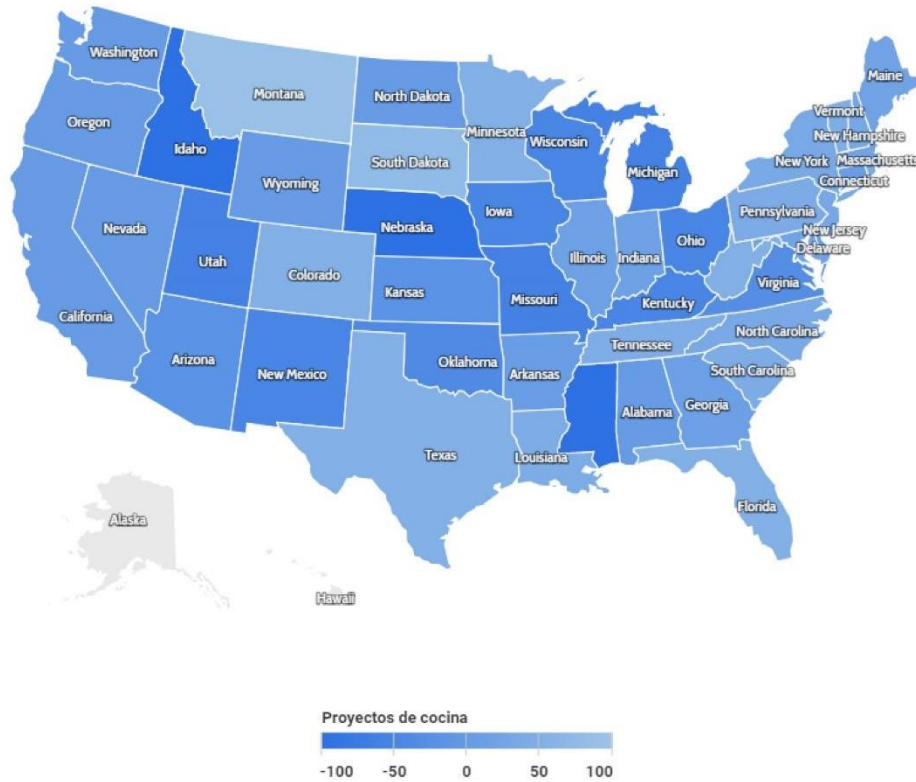 Washington
Maine
Montana
North Dakota
Vermont
Oregon
Minnesota
New Hampshire
Wisconsin
Idaho
South Dakota
New York
Massachusetts
Michigan
Wyoming
Connecticut
Iowa
Pennsylvania
Nebraska
Nevada
New Jersey
Ohio
Delaware
Utah
Colorado
Illinois
Indiana
Virginia
Kansas
Missouri
Kentucky
California
North Carolina
Tennessee
Arizona
Oklahoma
New Mexico
Arkansas
South Carolina
Georgia
Alabama
Texas
Louisiana
Florida
Alaska
Hawaii
Proyectos de cocina
-100 -50 0 50 100